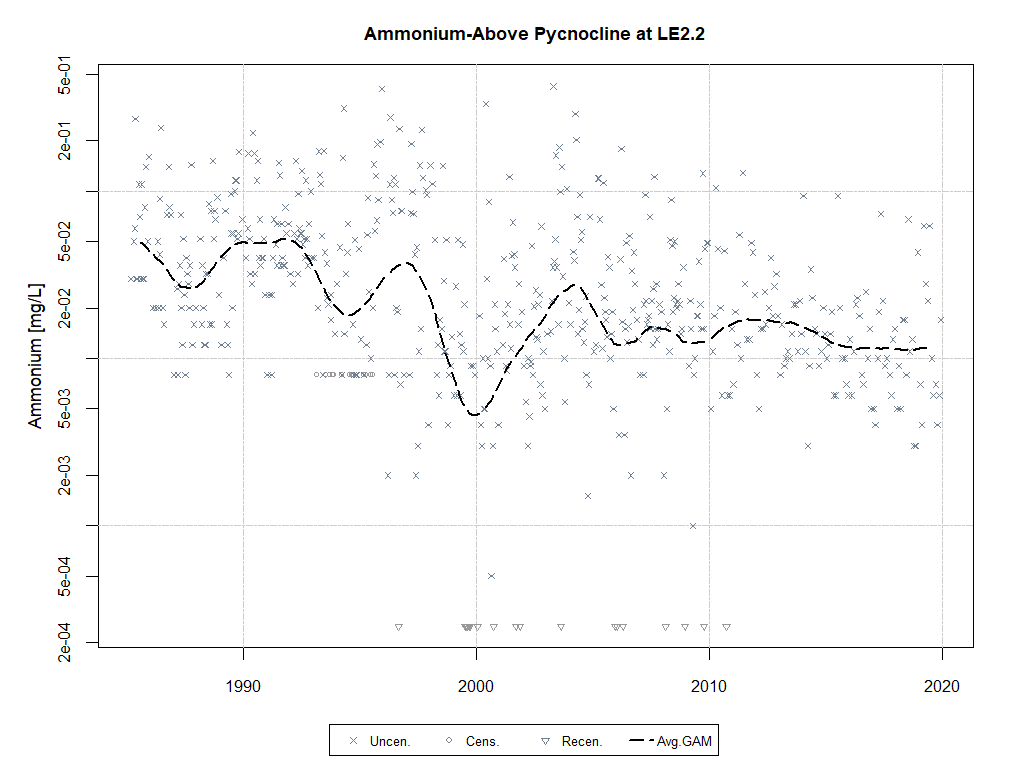 Ammonium-Above Pycnocline at LE2.2
Ammonium [mg/L]
5e-01
2e-01
5e-02
2e-02
5e-03
2e-03
5e-04
2e-04
1990 2000 2010 2020
Uncen. Cens. Recen. Avg.GAM